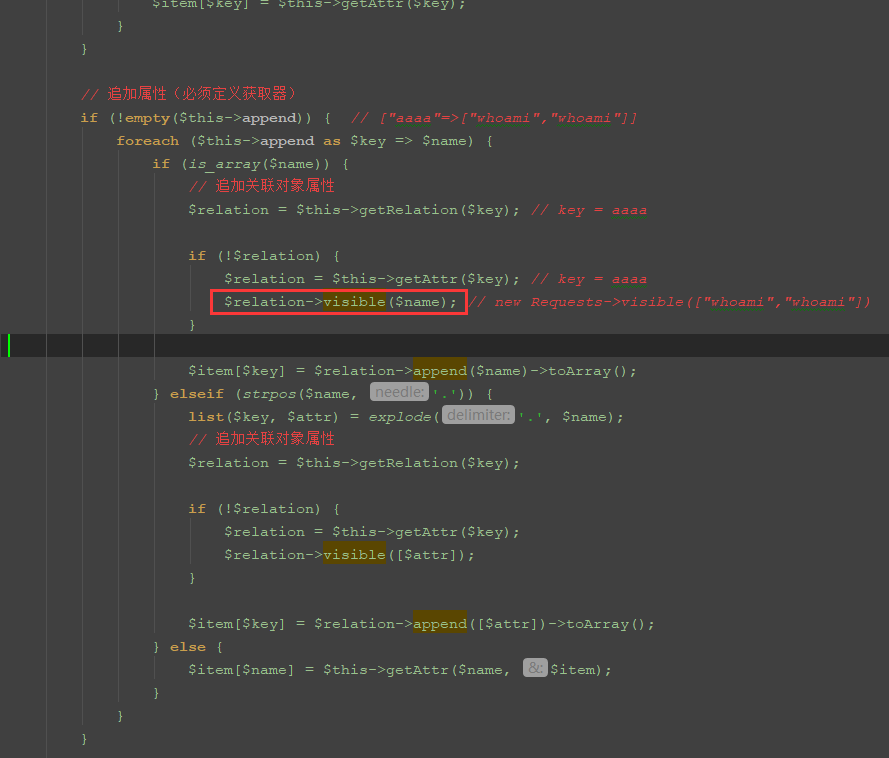 $item[$key] = $this->getAttr($key);
}
}
// 追加属性（必须定义获取器）
if (!empty($this->append)) { // ["aaaa"=>["whoami","whoami"]]
foreach ($this->append as $key => $name) {
if (is_array($name)) {
// 追加关联对象属性
$relation = $this->getRelation($key); // key = aaaa
if (!$relation) {
$relation = $this->getAttr($key); // key = aaaa
$relation->visible($name); // new Requests->visible(["whoami","whoami"])
}
$item[$key] = $relation->append($name)->toArray();
} elseif (strpos($name, needle: '.')) {
list($key, $attr) = explode( delimiter: '.', $name);
// 追加关联对象属性
$relation = $this->getRelation($key);
if (!$relation) {
$relation = $this->getAttr($key);
$relation->visible([$attr]);
}
$item[$key] = $relation->append([$attr])->toArray();
} else {
$item[$name] = $this->getAttr($name, &: $item);
}
}
}